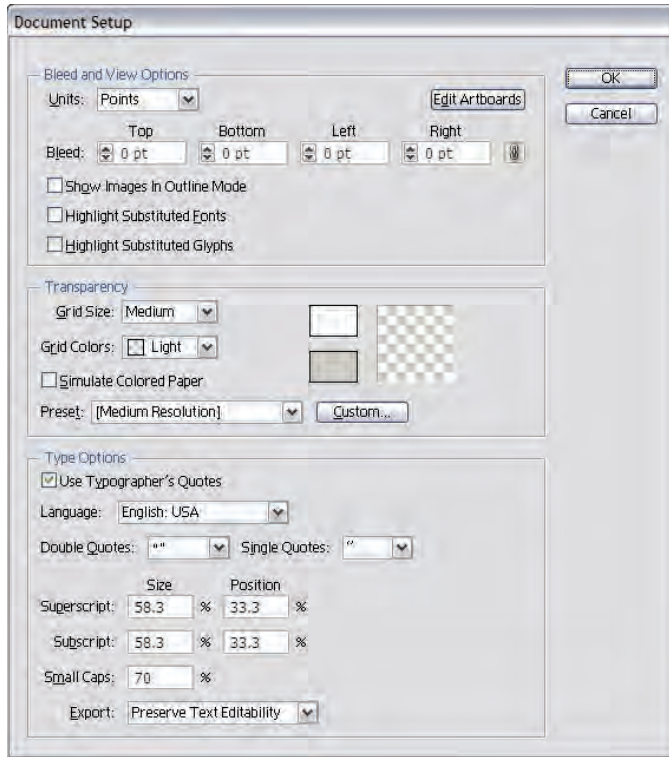 Document Setup
Bleed and View Options
OK
Units: Points
Edit Artboards
Cancel
Top Bottom Left Right
Bleed: 0 pt 0 pt 0 pt 0 pt
Show Images In Outline Mode
Highlight Substituted Fonts
Highlight Substituted Glyphs
Transparency
Grid Size: Medium
Grid Colors: Light
Simulate Colored Paper
Preset: [Medium Resolution] Custom...
Type Options
Use Typographer's Quotes
Language: English: USA
Double Quotes: “” Single Quotes: ‘’
Size Position
Superscript: 58.3 % 33.3 %
Subscript: 58.3 % 33.3 %
Small Caps: 70 %
Export: Preserve Text Editability